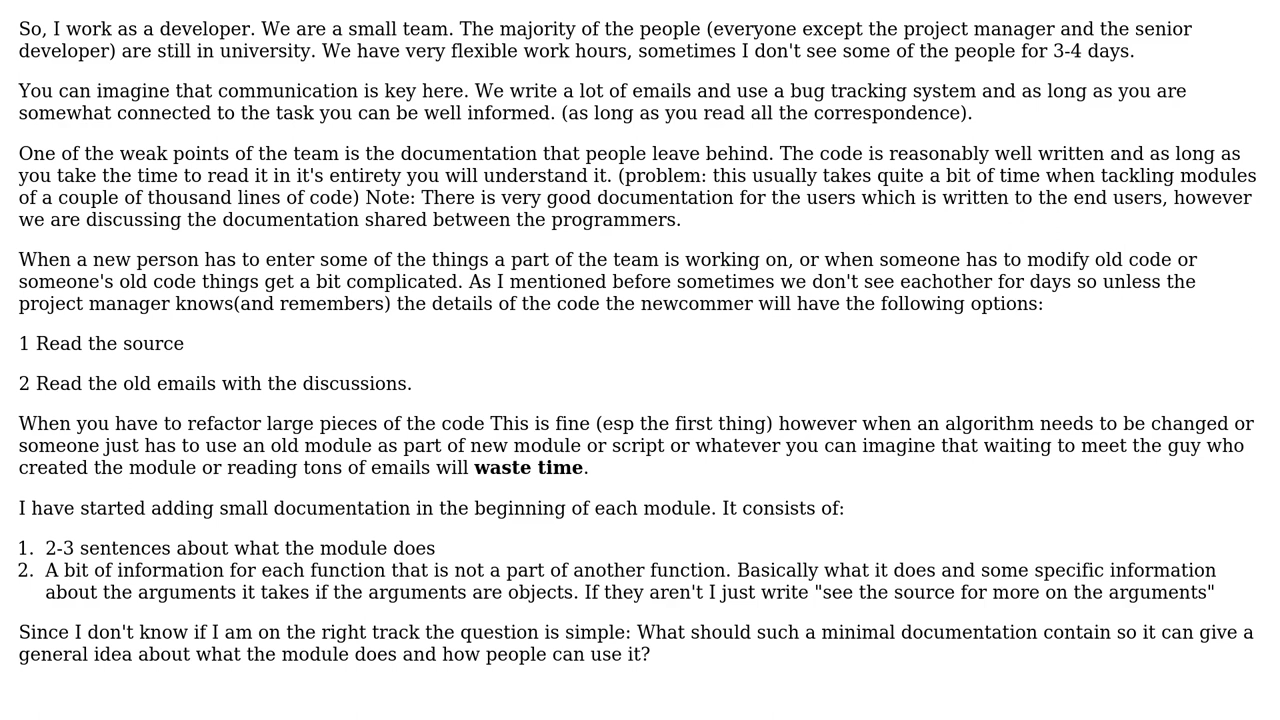 So, I work as a developer. We are a small team. The majority of the people (everyone except the project manager and the senior
developer) are still in university. We have very flexible work hours, sometimes I don't see some of the people for 3-4 days.
You can imagine that communication is key here. We write a lot of emails and use a bug tracking system and as long as you are
somewhat connected to the task you can be well informed. (as long as you read all the correspondence).
One of the weak points of the team is the documentation that people leave behind. The code is reasonably well written and as long as
you take the time to read it in it's entirety you will understand it. (problem: this usually takes quite a bit of time when tackling modules
of a couple of thousand lines of code) Note: There is very good documentation for the users which is written to the end users, however
we are discussing the documentation shared between the programmers.
When a new person has to enter some of the things a part of the team is working on, or when someone has to modify old code or
someone's old code things get a bit complicated. As I mentioned before sometimes we don't see eachother for days so unless the
project manager knows(and remembers) the details of the code the newcommer will have the following options:
1 Read the source
2 Read the old emails with the discussions.
When you have to refactor large pieces of the code This is fine (esp the first thing) however when an algorithm needs to be changed or
someone just has to use an old module as part of new module or script or whatever you can imagine that waiting to meet the guy who
created the module or reading tons of emails will waste time.
I have started adding small documentation in the beginning of each module. It consists of:
1. 2-3 sentences about what the module does
2. A bit of information for each function that is not a part of another function. Basically what it does and some specific information
about the arguments it takes if the arguments are objects. If they aren't I just write "see the source for more on the arguments"
Since I don't know if I am on the right track the question is simple: What should such a minimal documentation contain so it can give a
general idea about what the module does and how people can use it?